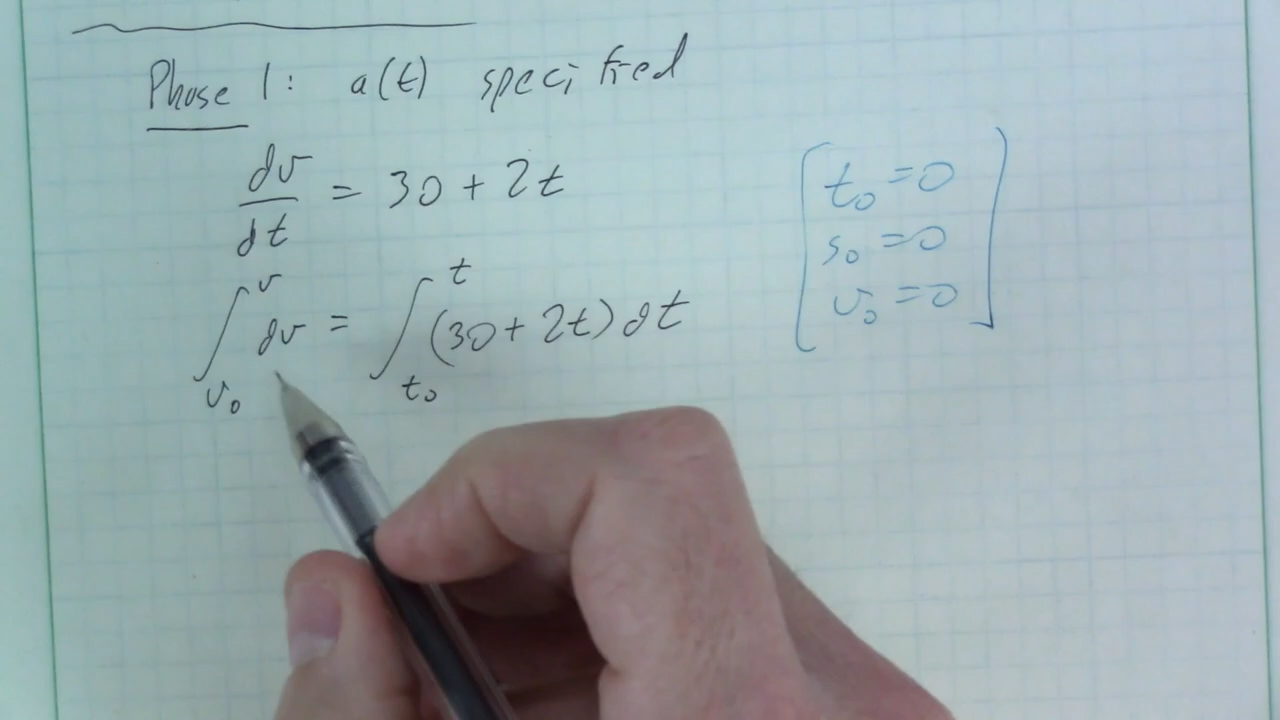 Phase 1: a(t) specified
dv/dt = 30 + 2t
∫_{v₀}^{v} dv = ∫_{t₀}^{t} (30 + 2t) dt
t₀ = 0
s₀ = 0
v₀ = 0